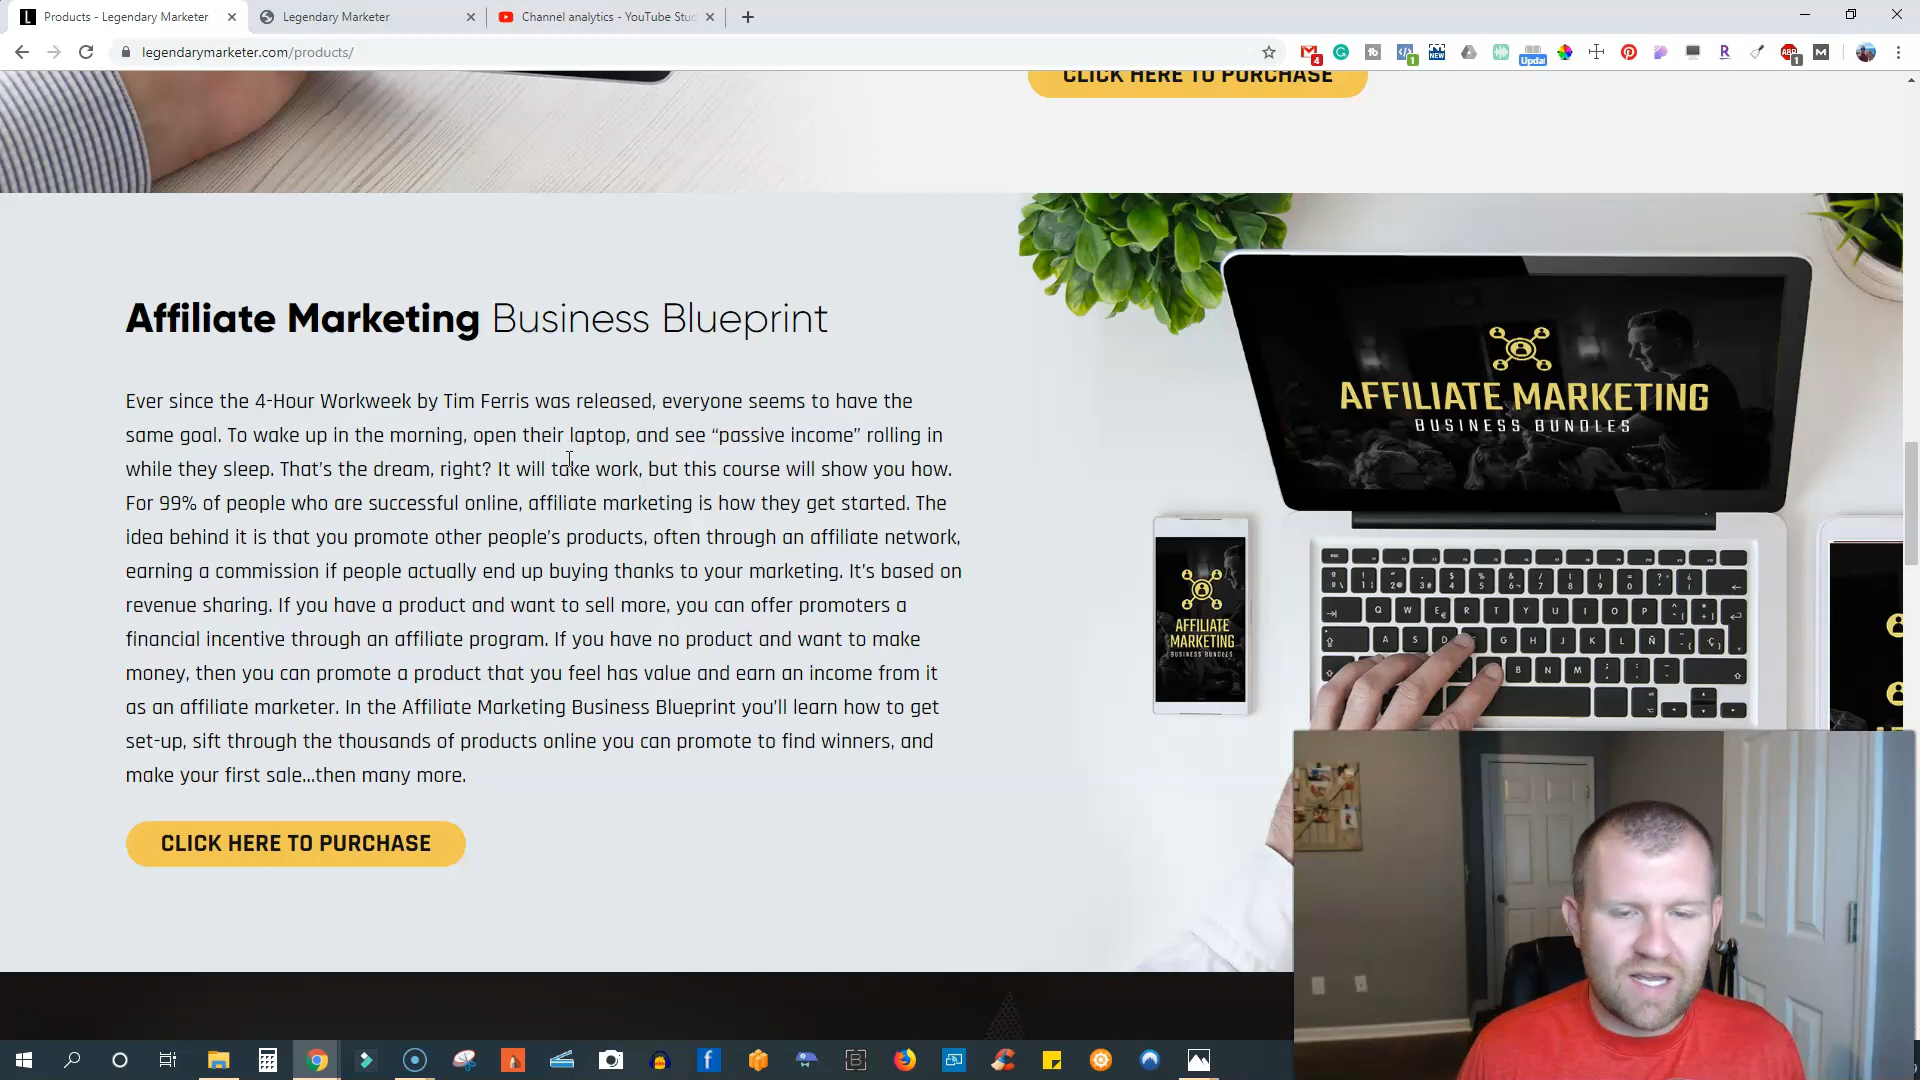 Products - Legendary Marketer
Legendary Marketer
Channel analytics - YouTube Stu
legendarymarketer.com/products/
CLICK HERE TO PURCHASE
Affiliate Marketing Business Blueprint
Ever since the 4-Hour Workweek by Tim Ferris was released, everyone seems to have the
same goal. To wake up in the morning, open their laptop, and see “passive income” rolling in
while they sleep. That’s the dream, right? It will take work, but this course will show you how.
For 99% of people who are successful online, affiliate marketing is how they get started. The
idea behind it is that you promote other people’s products, often through an affiliate network,
earning a commission if people actually end up buying thanks to your marketing. It’s based on
revenue sharing. If you have a product and want to sell more, you can offer promoters a
financial incentive through an affiliate program. If you have no product and want to make
money, then you can promote a product that you feel has value and earn an income from it
as an affiliate marketer. In the Affiliate Marketing Business Blueprint you’ll learn how to get
set-up, sift through the thousands of products online you can promote to find winners, and
make your first sale...then many more.
CLICK HERE TO PURCHASE
AFFILIATE MARKETING
BUSINESS BUNDLES
AFFILIATE
MARKETING
BUSINESS BUNDLES